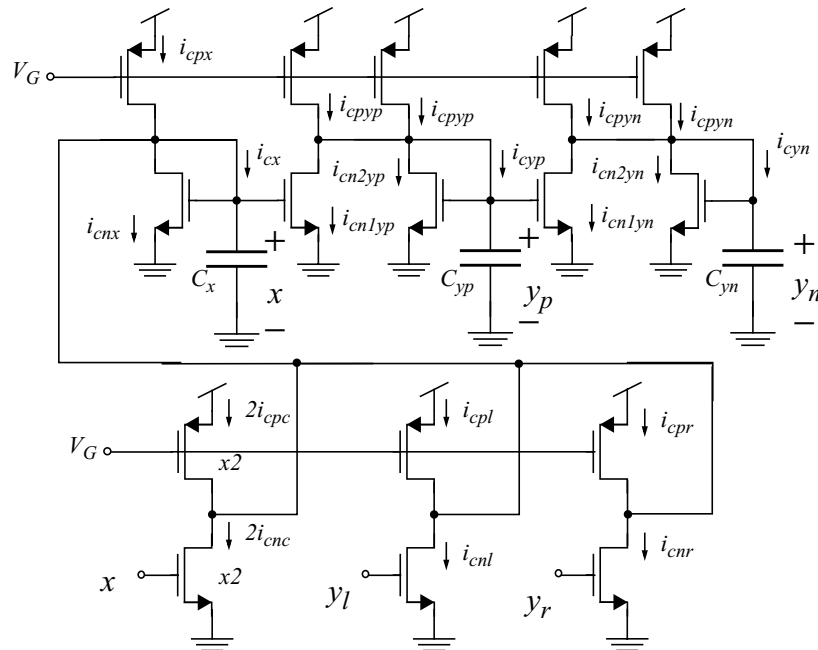 i_cpx
V_G
i_cpyp
i_cpyp
i_cpyn
i_cpyn
i_cx
i_cyp
i_cyn
i_cn2yp
i_cn2yn
i_cnx
i_cn1yp
i_cn1yn
C_x
+
x
−
C_yp
+
y_p
−
C_yn
+
y_n
−
2i_cpc
i_cpl
i_cpr
V_G
x2
2i_cnc
i_cnl
i_cnr
x
x2
y_l
y_r